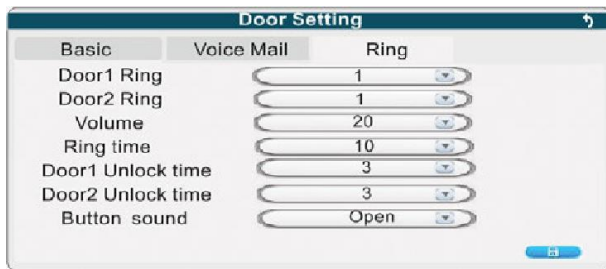 Door Setting
Basic Voice Mail Ring
Door1 Ring 1
Door2 Ring 1
Volume 20
Ring time 10
Door1 Unlock time 3
Door2 Unlock time 3
Button sound Open